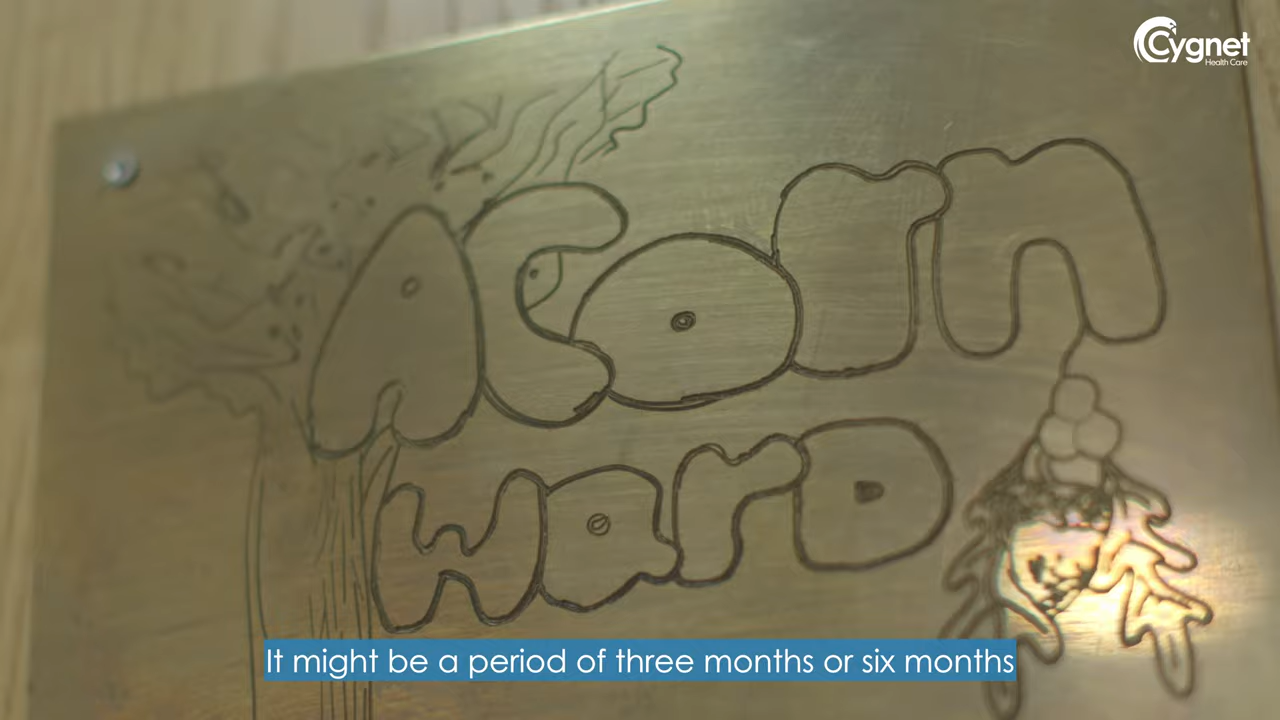 Cygnet
Health Care
Acorn
warD
It might be a period of three months or six months